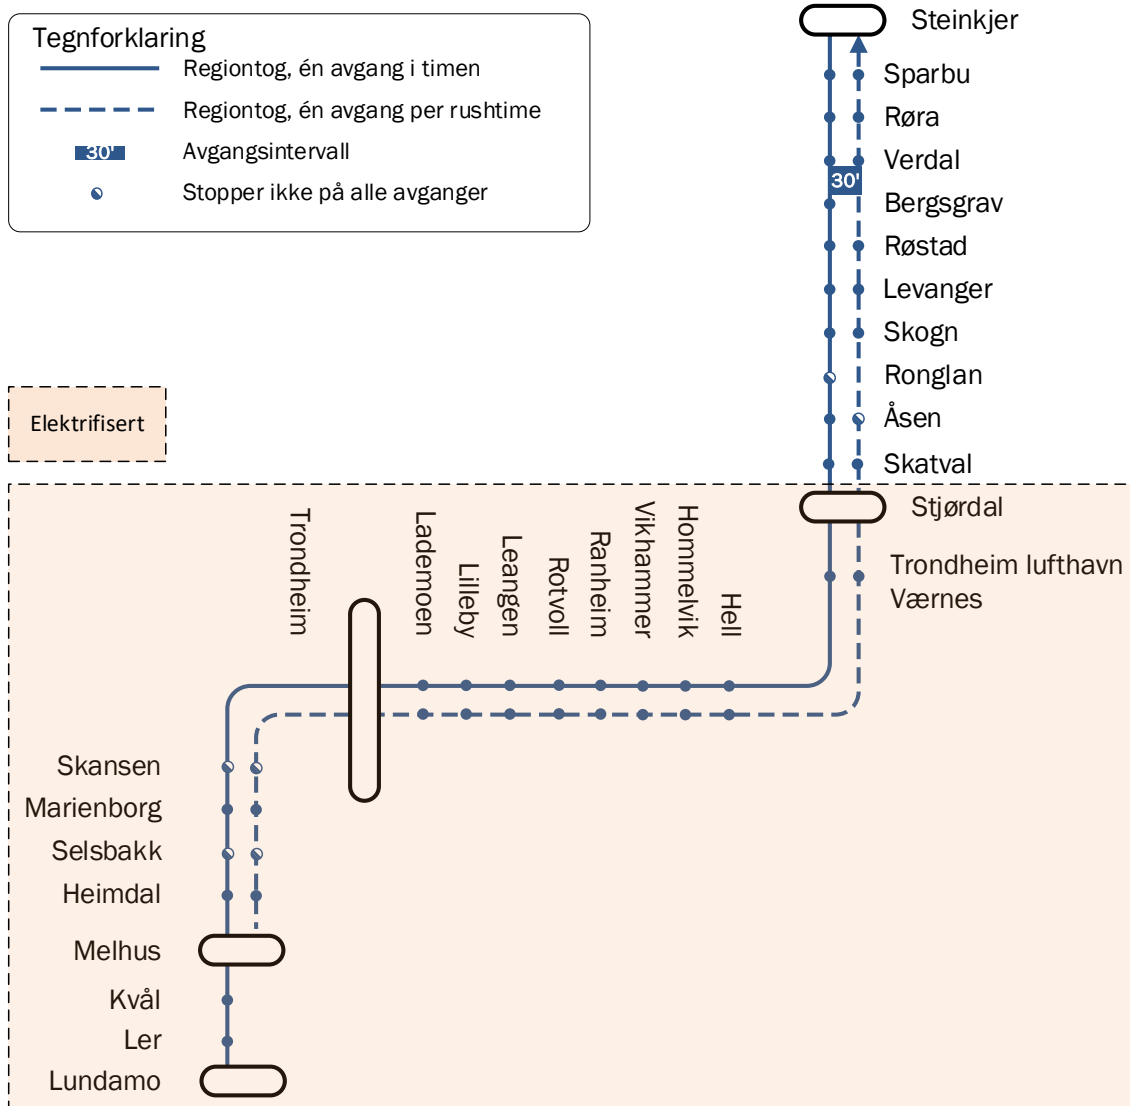 Tegnforklaring
Regiontog, én avgang i timen
Regiontog, én avgang per rushtime
30'
Avgangsintervall
Stopper ikke på alle avganger
Steinkjer
Sparbu
Røra
Verdal
30'
Bergsgrav
Røstad
Levanger
Skogn
Ronglan
Åsen
Skatval
Elektrifisert
Stjørdal
Trondheim lufthavn
Værnes
Trondheim
Lademoen
Lilleby
Leangen
Rotvoll
Ranheim
Vikhammer
Hommelvik
Hell
Skansen
Marienborg
Selsbakk
Heimdal
Melhus
Kvål
Ler
Lundamo